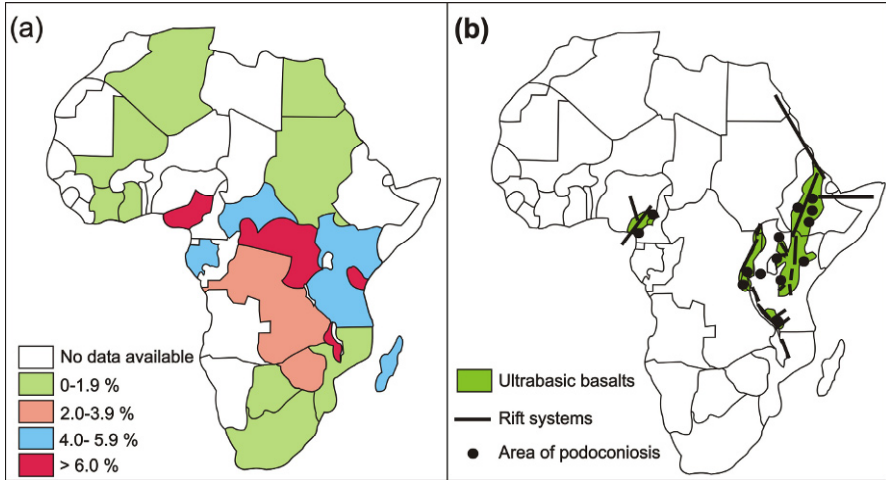 (a)
No data available
0-1.9 %
2.0-3.9 %
4.0- 5.9 %
> 6.0 %
(b)
Ultrabasic basalts
Rift systems
Area of podoconiosis